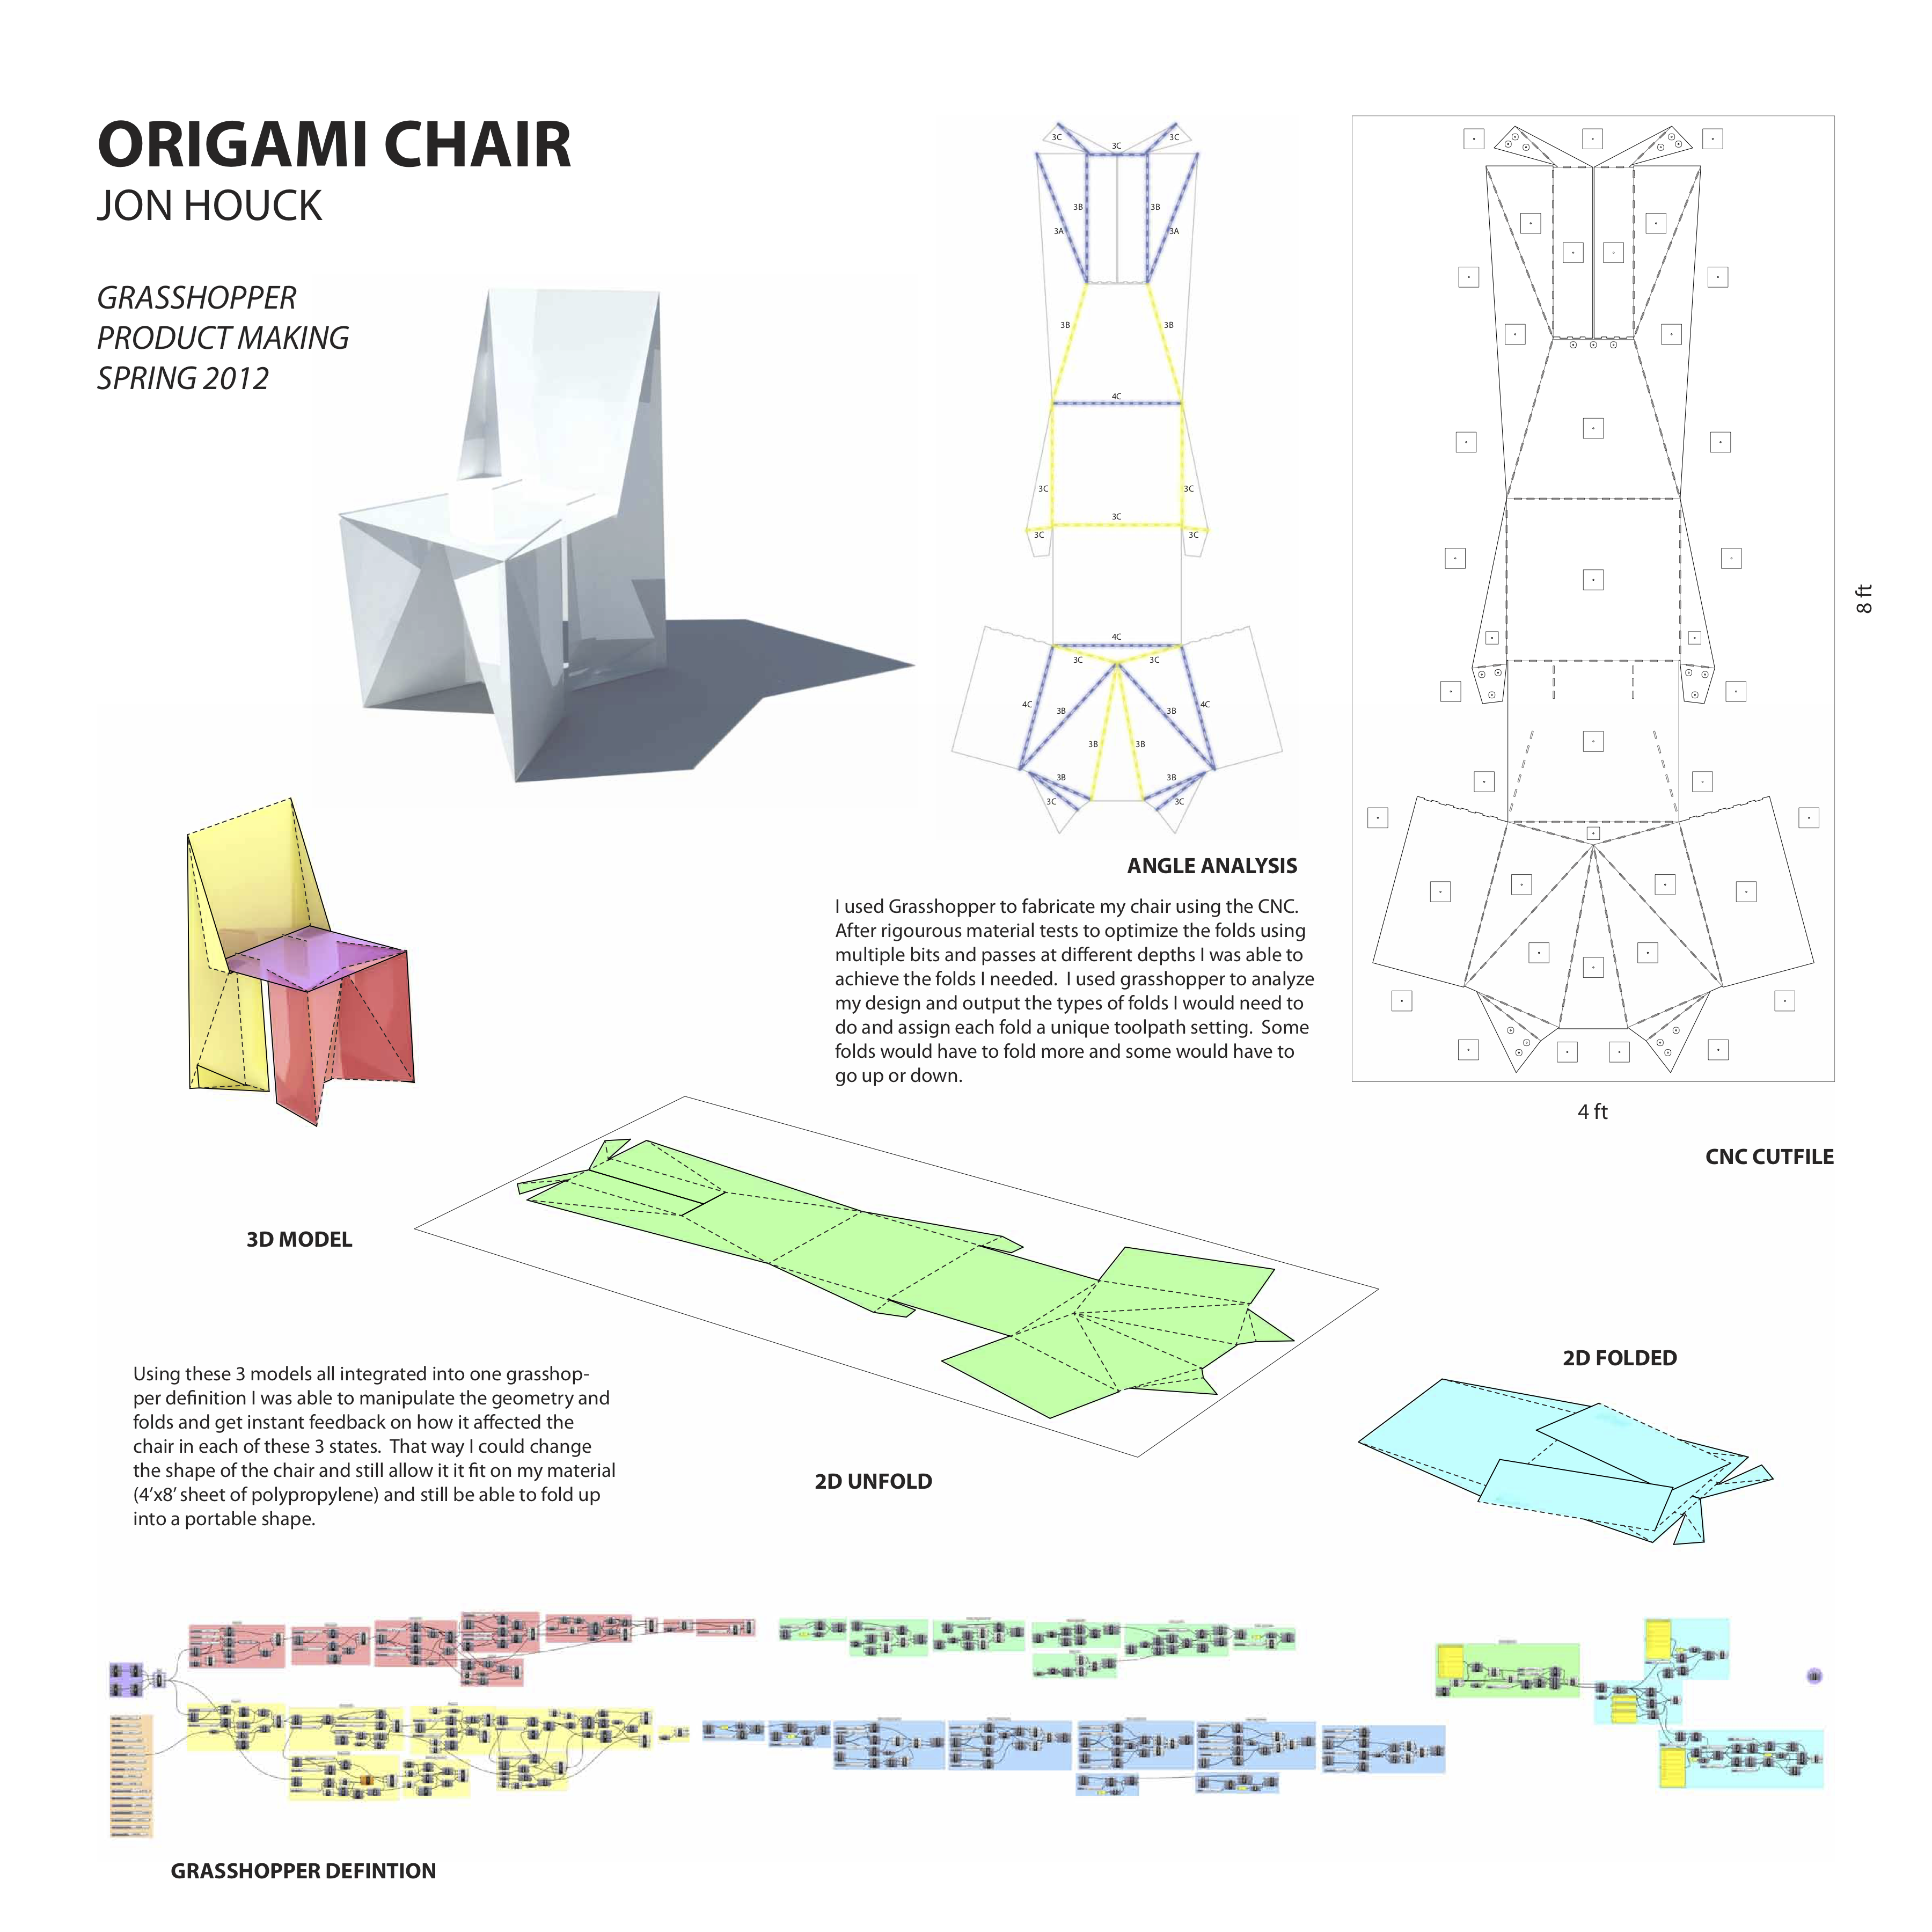 ORIGAMI CHAIR
JON HOUCK
GRASSHOPPER
PRODUCT MAKING
SPRING 2012
3C
3C
3C
3B
3B
3A
3A
3B
3B
4C
3C
3C
3C
3C
3C
4C
3C
3C
4C
3B
3B
4C
3B
3B
3B
3B
3C
3C
ANGLE ANALYSIS
I used Grasshopper to fabricate my chair using the CNC.
After rigourous material tests to optimize the folds using
multiple bits and passes at different depths I was able to
achieve the folds I needed.  I used grasshopper to analyze
my design and output the types of folds I would need to
do and assign each fold a unique toolpath setting.  Some
folds would have to fold more and some would have to
go up or down.
8 ft
4 ft
CNC CUTFILE
3D MODEL
Using these 3 models all integrated into one grasshop-
per definition I was able to manipulate the geometry and
folds and get instant feedback on how it affected the
chair in each of these 3 states.  That way I could change
the shape of the chair and still allow it it fit on my material
(4’x8’ sheet of polypropylene) and still be able to fold up
into a portable shape.
2D UNFOLD
2D FOLDED
GRASSHOPPER DEFINTION